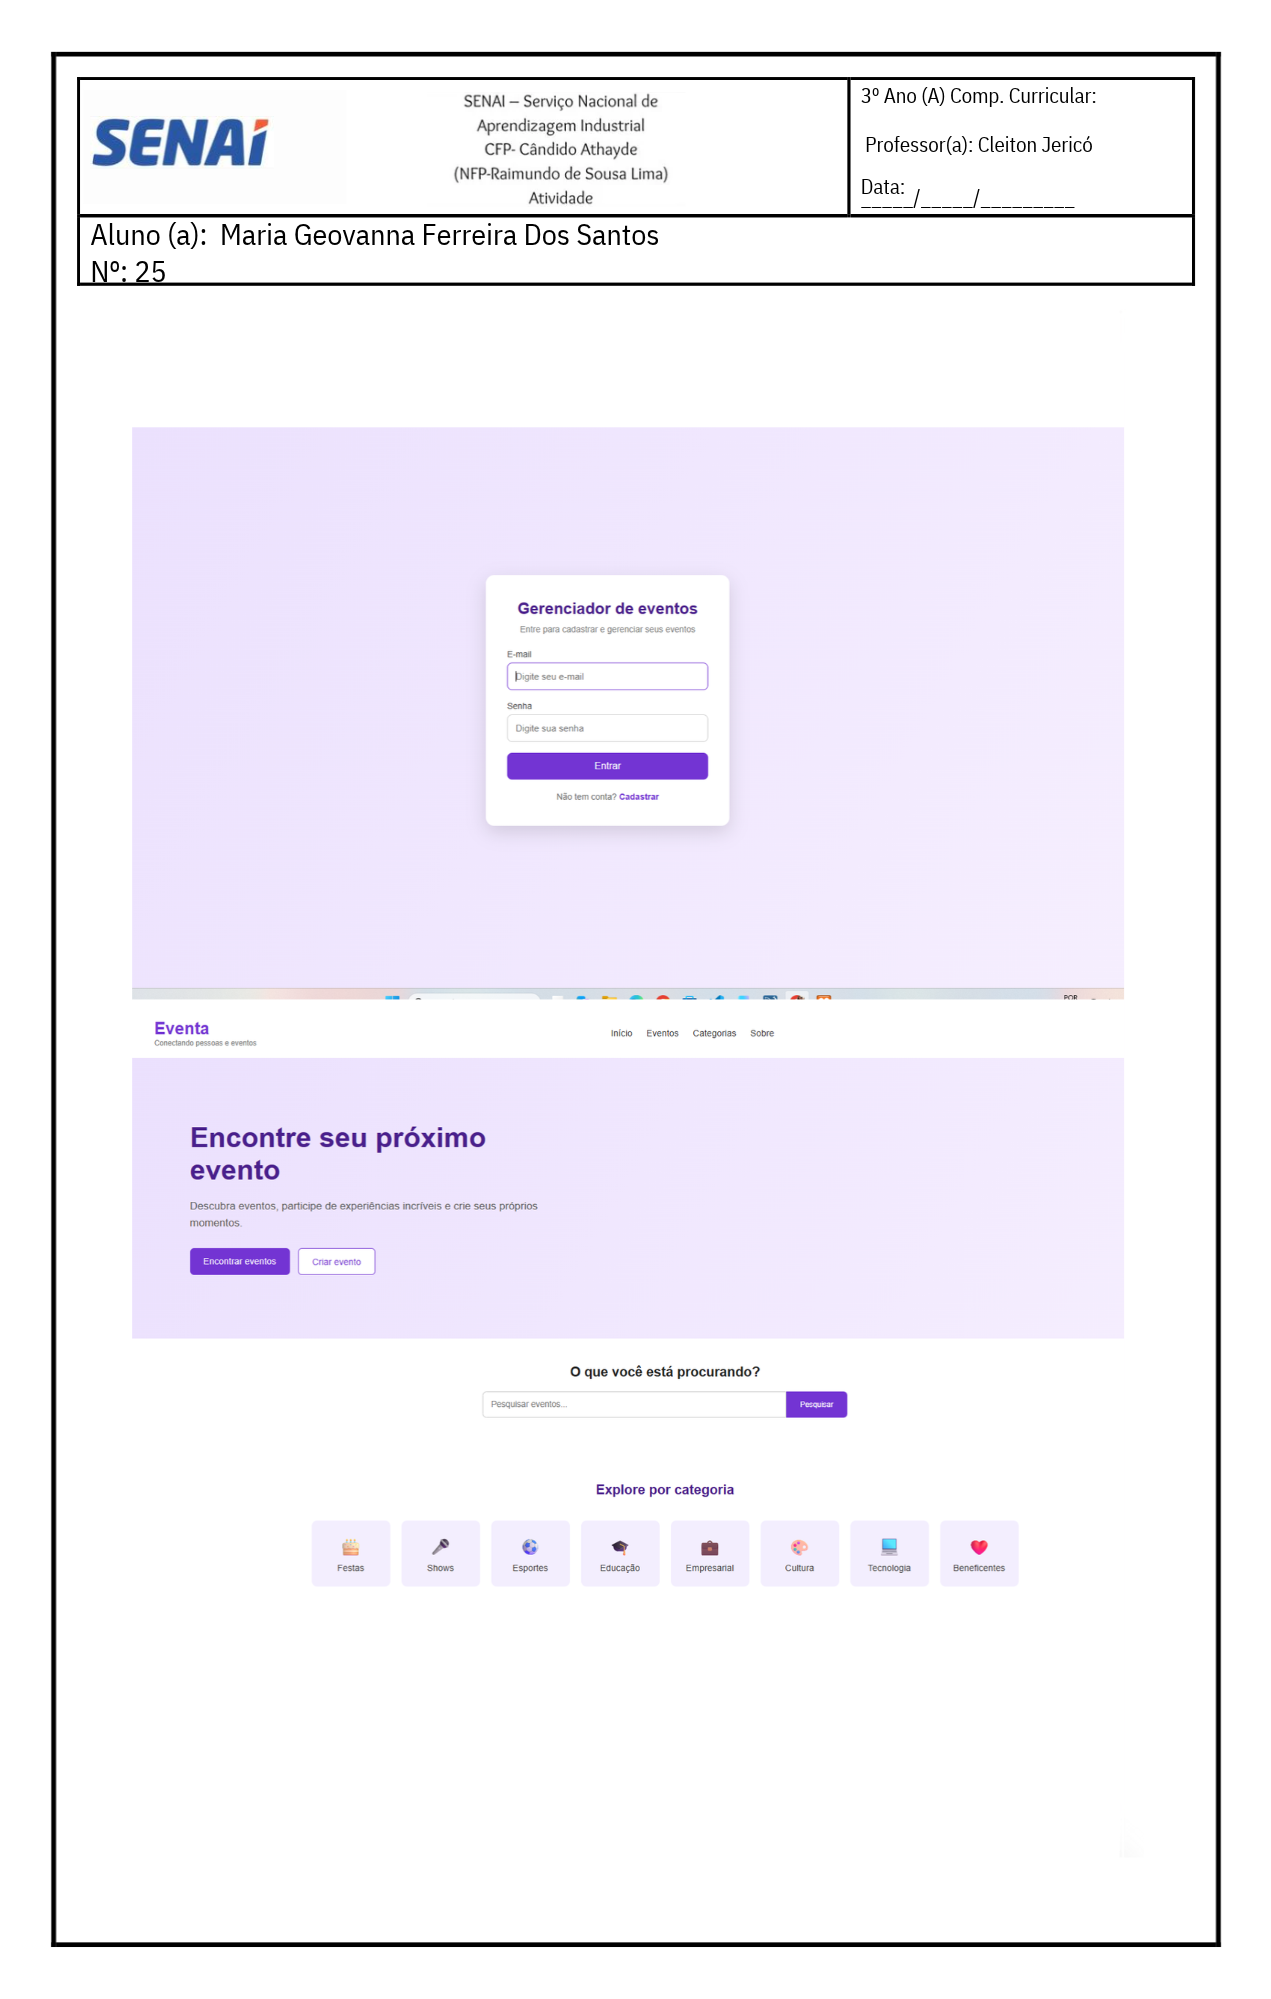 SENAI
SENAI – Serviço Nacional de
Aprendizagem Industrial
CFP- Cândido Athayde
(NFP-Raimundo de Sousa Lima)
Atividade
3º Ano (A) Comp. Curricular:
Professor(a): Cleiton Jericó
Data: _____/_____/_________
Aluno (a): Maria Geovanna Ferreira Dos Santos
Nº: 25
Gerenciador de eventos
Entre para cadastrar e gerenciar seus eventos
E-mail
Digite seu e-mail
Senha
Digite sua senha
Entrar
Não tem conta? Cadastrar
POR
Eventa
Conectando pessoas e eventos
Início Eventos Categorias Sobre
Encontre seu próximo
evento
Descubra eventos, participe de experiências incríveis e crie seus próprios
momentos.
Encontrar eventos Criar evento
O que você está procurando?
Pesquisar eventos... Pesquisar
Explore por categoria
Festas Shows Esportes Educação Empresarial Cultura Tecnologia Beneficentes